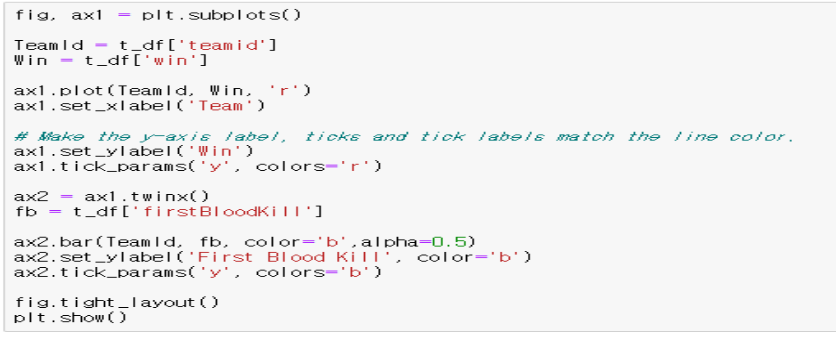 fig, ax1 = plt.subplots()
TeamId = t_df['teamid']
Win = t_df['win']
ax1.plot(TeamId, Win, 'r')
ax1.set_xlabel('Team')
# Make the y-axis label, ticks and tick labels match the line color.
ax1.set_ylabel('Win')
ax1.tick_params('y', colors='r')
ax2 = ax1.twinx()
fb = t_df['firstBloodKill']
ax2.bar(TeamId, fb, color='b',alpha=0.5)
ax2.set_ylabel('First Blood Kill', color='b')
ax2.tick_params('y', colors='b')
fig.tight_layout()
plt.show()